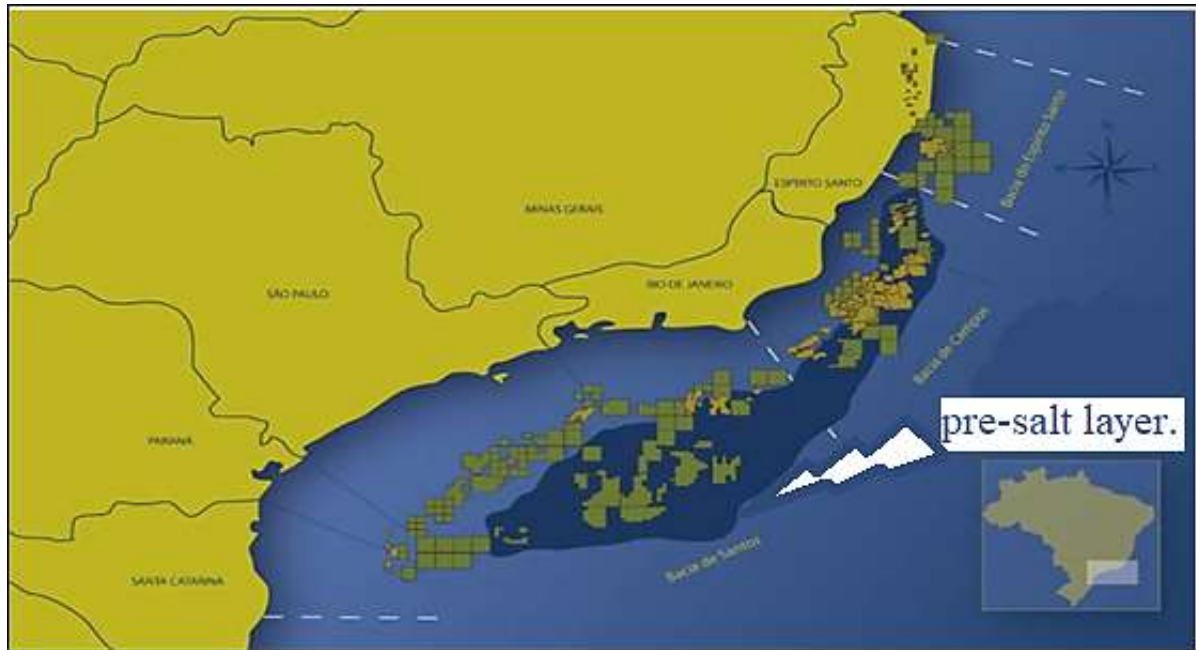 Bacia do Espírito Santo
ESPIRITO SANTO
MINAS GERAIS
RIO DE JANEIRO
SÃO PAULO
Bacia de Campos
pre-salt layer.
PARANÁ
Bacia de Santos
SANTA CATARINA